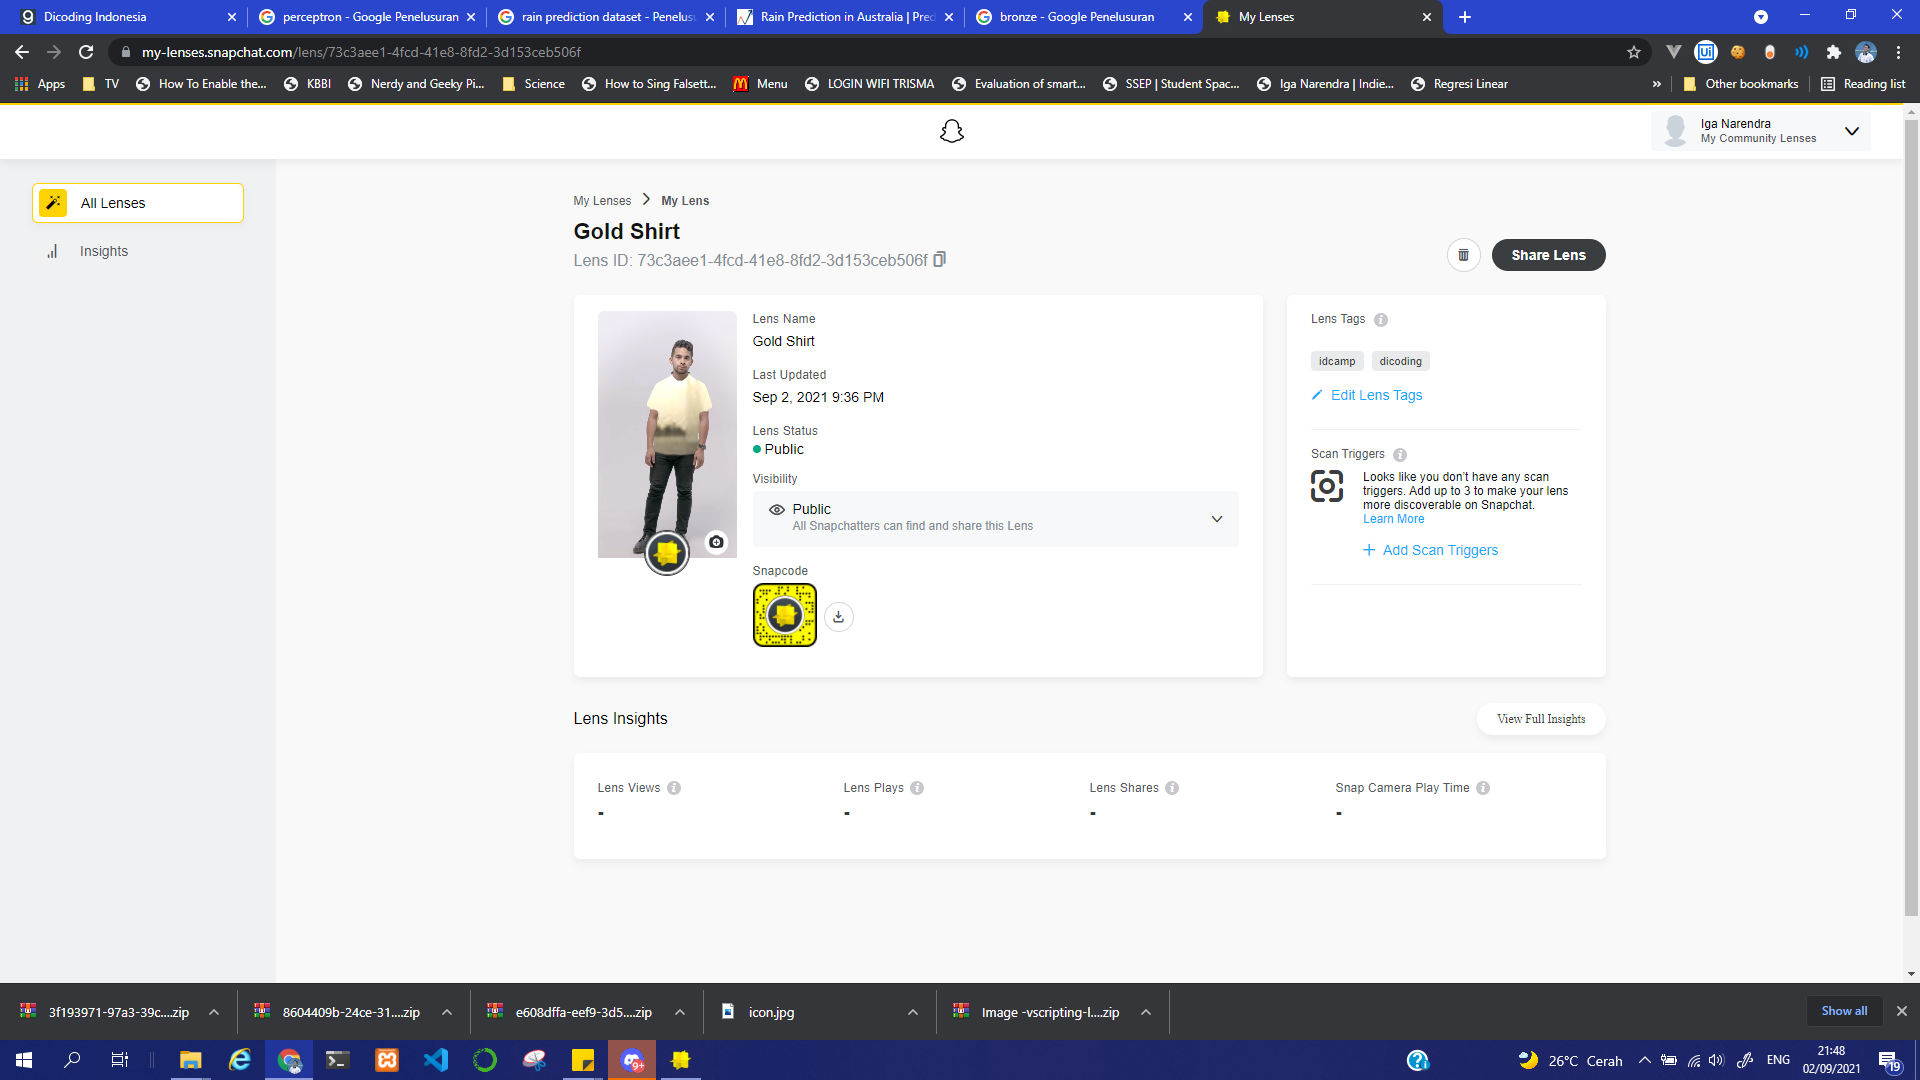 Dicoding Indonesia
perceptron - Google Penelusuran
rain prediction dataset - Penelus
Rain Prediction in Australia | Pred
bronze - Google Penelusuran
My Lenses
my-lenses.snapchat.com/lens/73c3aee1-4fcd-41e8-8fd2-3d153ceb506f
Apps
TV
How To Enable the...
KBBI
Nerdy and Geeky Pi...
Science
How to Sing Falsett...
Menu
LOGIN WIFI TRISMA
Evaluation of smart...
SSEP | Student Spac...
Iga Narendra | Indie...
Regresi Linear
»
Other bookmarks
Reading list
Iga Narendra
My Community Lenses
All Lenses
Insights
My Lenses
My Lens
Gold Shirt
Lens ID: 73c3aee1-4fcd-41e8-8fd2-3d153ceb506f
Share Lens
Lens Name
Gold Shirt
Last Updated
Sep 2, 2021 9:36 PM
Lens Status
Public
Visibility
Public
All Snapchatters can find and share this Lens
Snapcode
Lens Tags
idcamp
dicoding
Edit Lens Tags
Scan Triggers
Looks like you don't have any scan
triggers. Add up to 3 to make your lens
more discoverable on Snapchat.
Learn More
Add Scan Triggers
Lens Insights
View Full Insights
Lens Views
-
Lens Plays
-
Lens Shares
-
Snap Camera Play Time
-
3f193971-97a3-39c....zip
8604409b-24ce-31....zip
e608dffa-eef9-3d5....zip
icon.jpg
Image -vscripting-l....zip
Show all
9+
26°C Cerah
ENG
21:48
02/09/2021
19